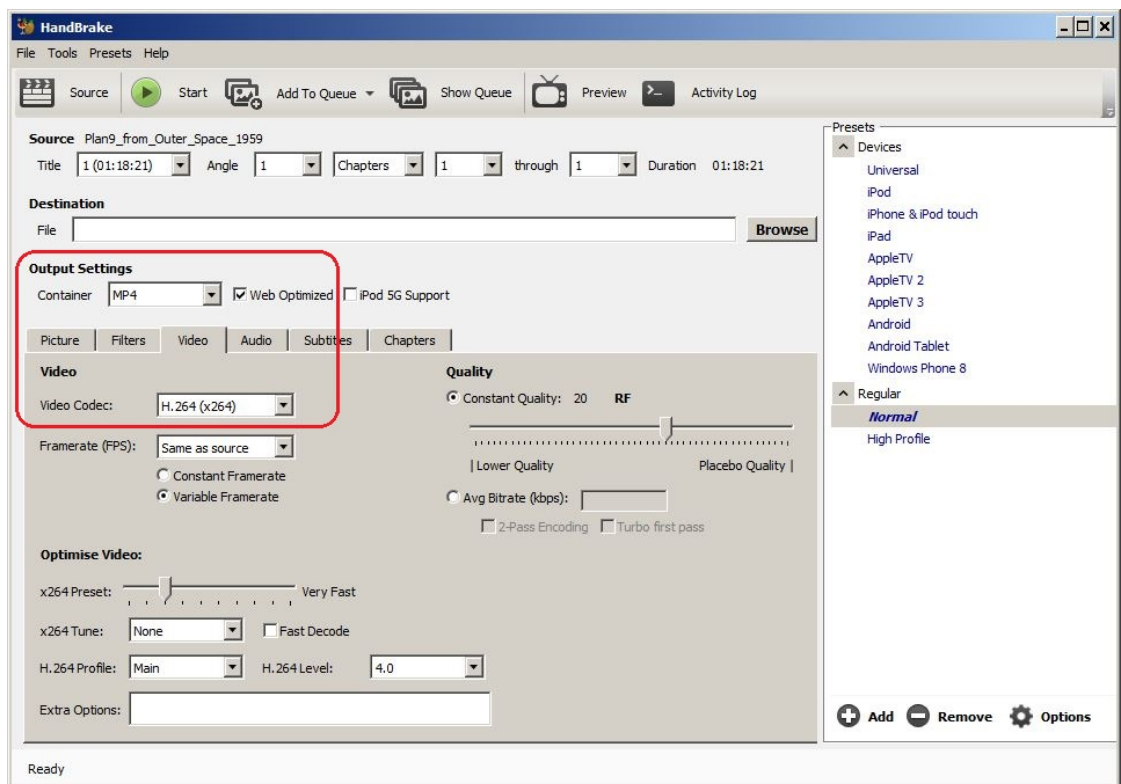 HandBrake
File Tools Presets Help
Source Start Add To Queue Show Queue Preview Activity Log
Source Plan9_from_Outer_Space_1959
Title 1 (01:18:21) Angle 1 Chapters 1 through 1 Duration 01:18:21
Destination
File Browse
Output Settings
Container MP4 Web Optimized iPod 5G Support
Picture Filters Video Audio Subtitles Chapters
Video
Video Codec: H.264 (x264)
Framerate (FPS): Same as source
Constant Framerate
Variable Framerate
Quality
Constant Quality: 20 RF
| Lower Quality Placebo Quality |
Avg Bitrate (kbps):
2-Pass Encoding Turbo first pass
Optimise Video:
x264 Preset: Very Fast
x264 Tune: None Fast Decode
H.264 Profile: Main H.264 Level: 4.0
Extra Options:
Presets
Devices
Universal
iPod
iPhone & iPod touch
iPad
AppleTV
AppleTV 2
AppleTV 3
Android
Android Tablet
Windows Phone 8
Regular
Normal
High Profile
Add Remove Options
Ready